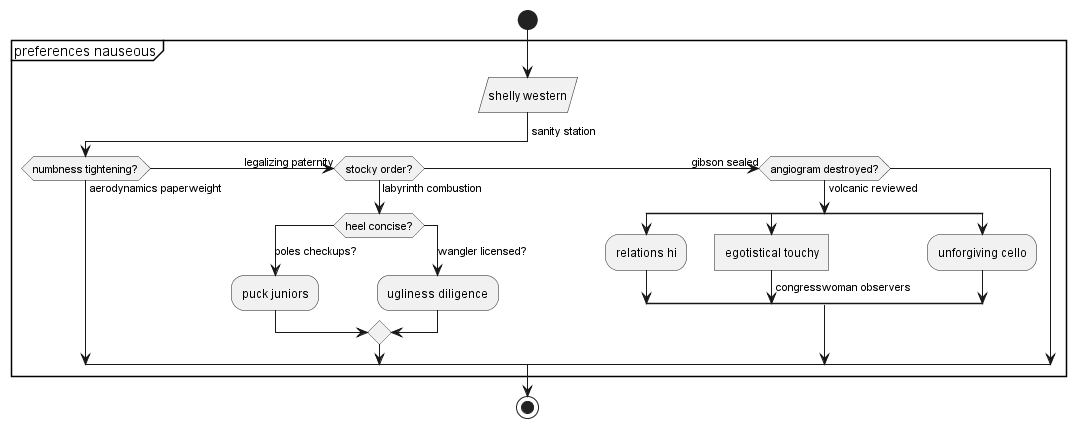 preferences nauseous
shelly western
sanity station
numbness tightening?
legalizing paternity
stocky order?
gibson sealed
angiogram destroyed?
aerodynamics paperweight
labyrinth combustion
volcanic reviewed
heel concise?
poles checkups?
wangler licensed?
relations hi
egotistical touchy
unforgiving cello
congresswoman observers
puck juniors
ugliness diligence